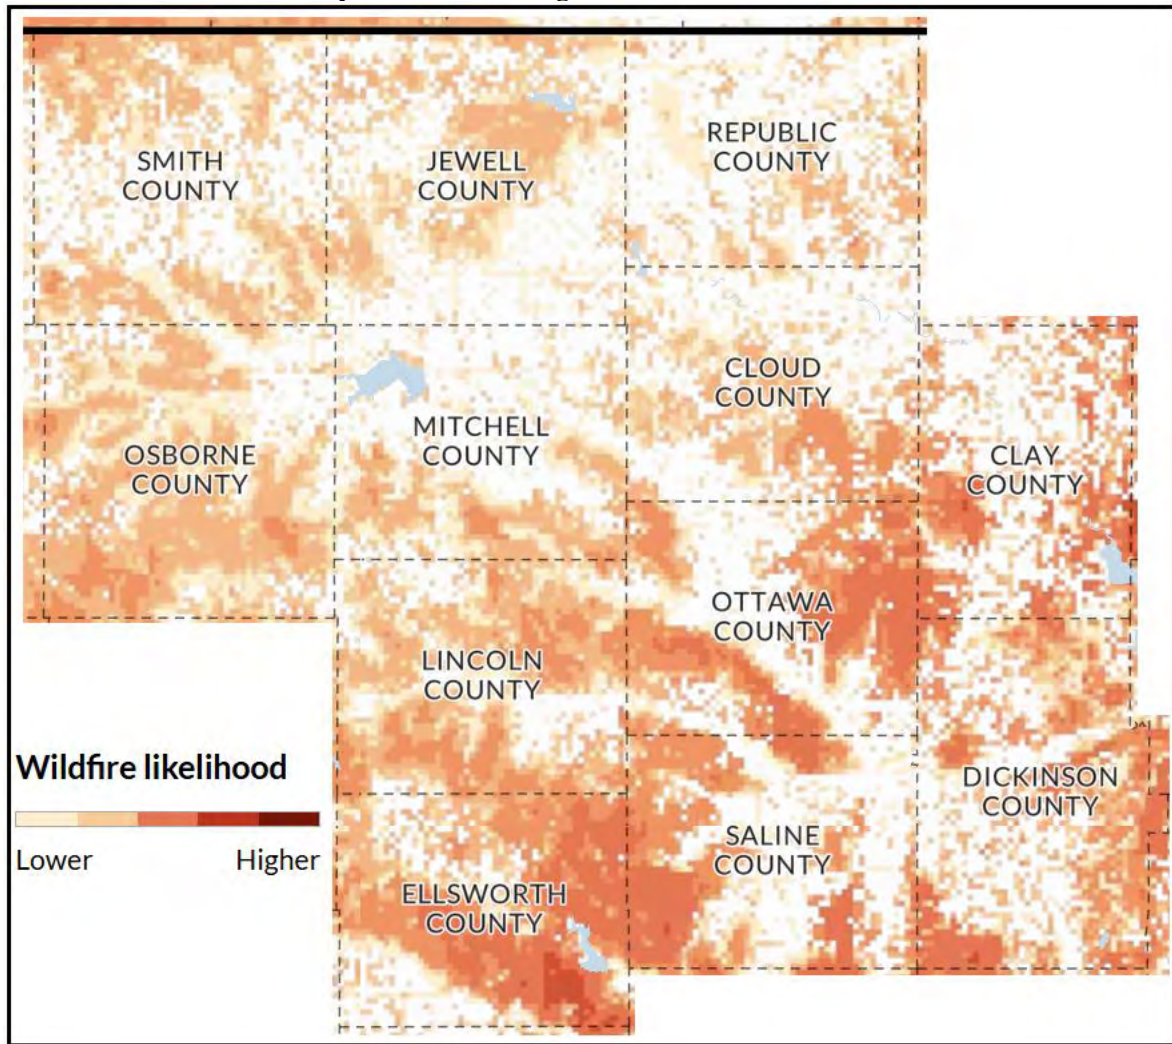 SMITH
COUNTY
JEWELL
COUNTY
REPUBLIC
COUNTY
CLOUD
COUNTY
OSBORNE
COUNTY
MITCHELL
COUNTY
CLAY
COUNTY
OTTAWA
COUNTY
LINCOLN
COUNTY
Wildfire likelihood
Lower Higher
DICKINSON
COUNTY
SALINE
COUNTY
ELLSWORTH
COUNTY